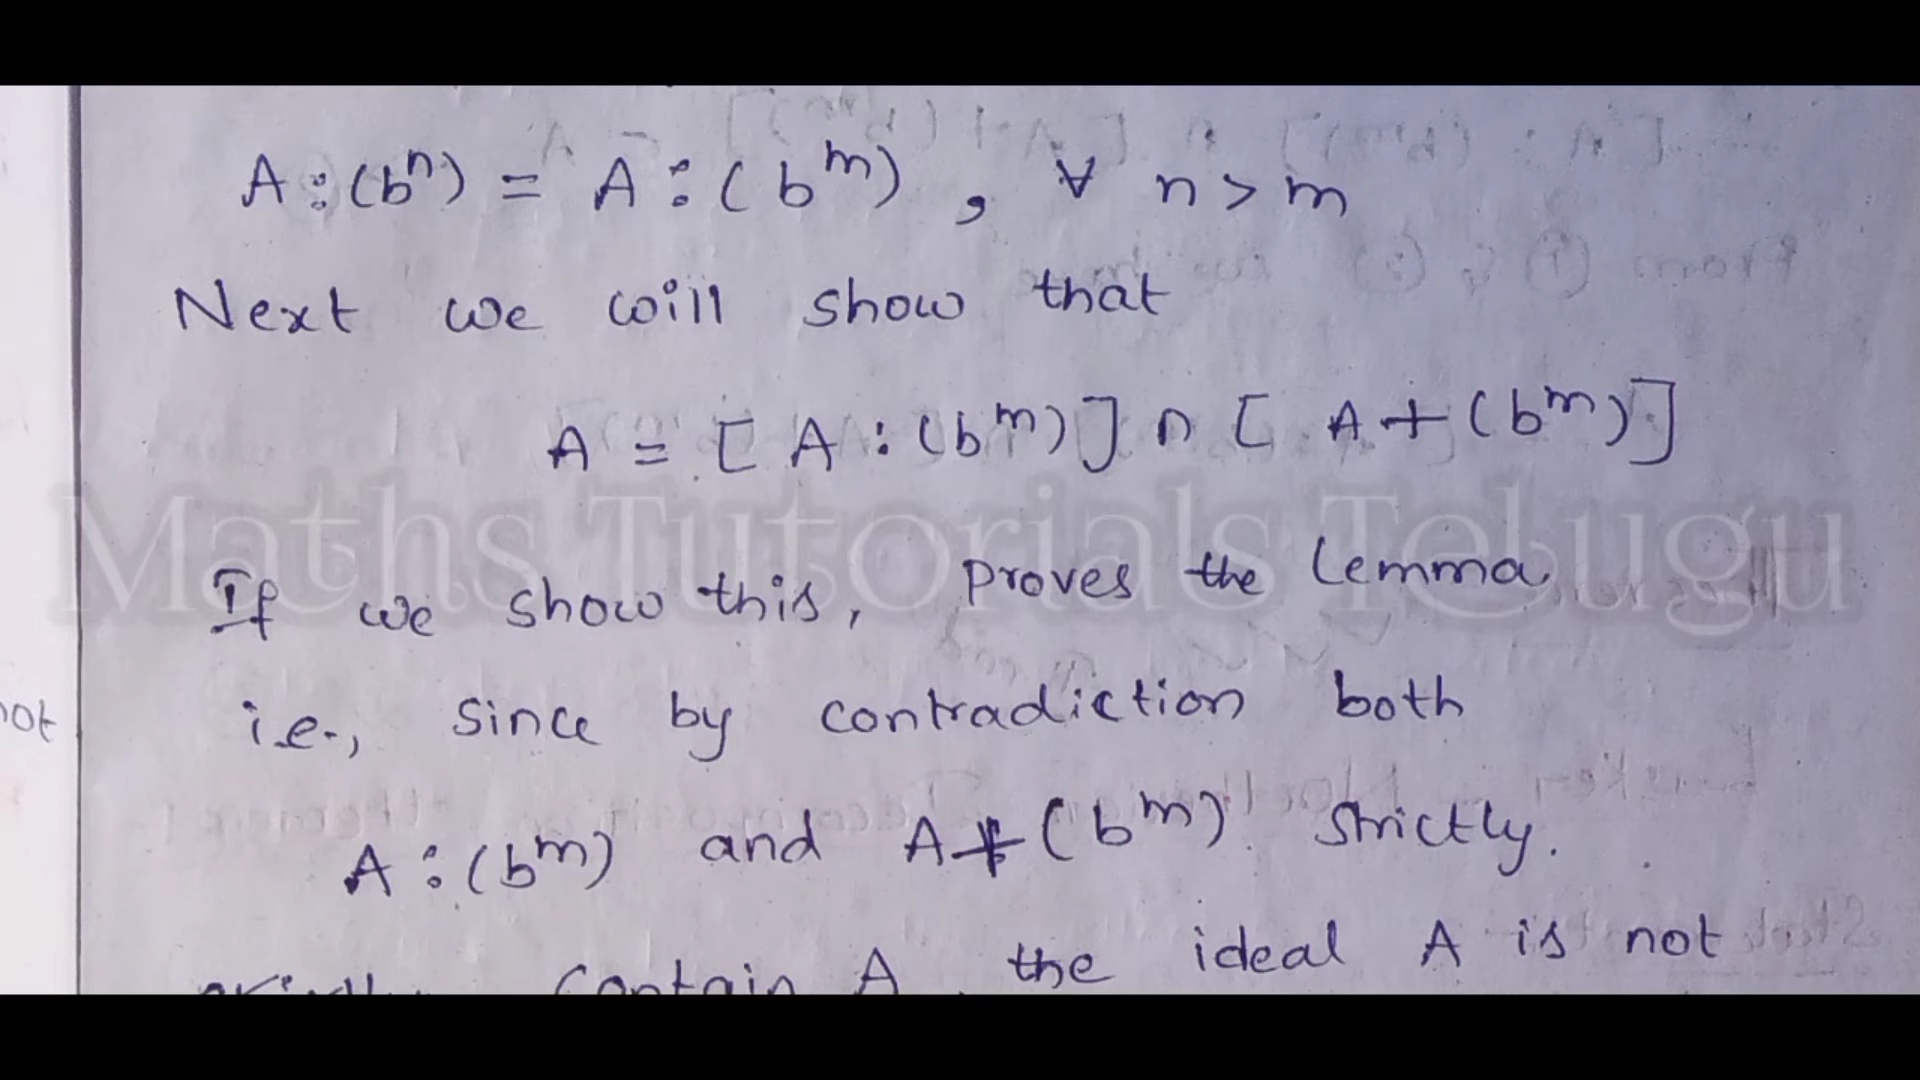 A : (bⁿ) = A : (bᵐ) , ∀ n > m
Next we will show that
A = [ A : (bᵐ) ] ∩ [ A + (bᵐ) ]
Maths Tutorials Telugu
If we show this, proves the Lemma
i.e., since by contradiction both
not
A : (bᵐ) and A + (bᵐ) strictly.
contain A, the ideal A is not